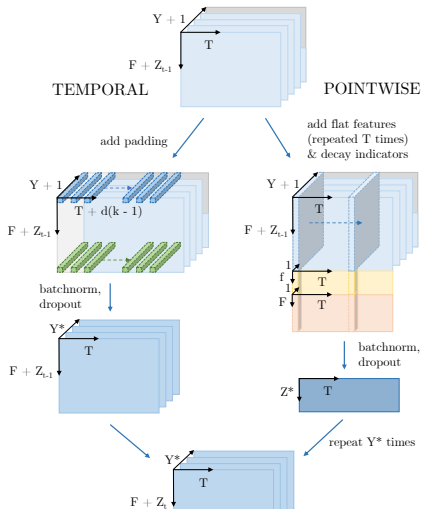 Y + 1
T
F + Z_{t-1}
TEMPORAL
POINTWISE
add padding
add flat features
(repeated T times)
& decay indicators
Y + 1
T + d(k - 1)
F + Z_{t-1}
Y + 1
T
F + Z_{t-1}
1
f
T
1
F
T
batchnorm,
dropout
Y*
T
F + Z_{t-1}
batchnorm,
dropout
T
Z*
repeat Y* times
Y*
T
F + Z_t